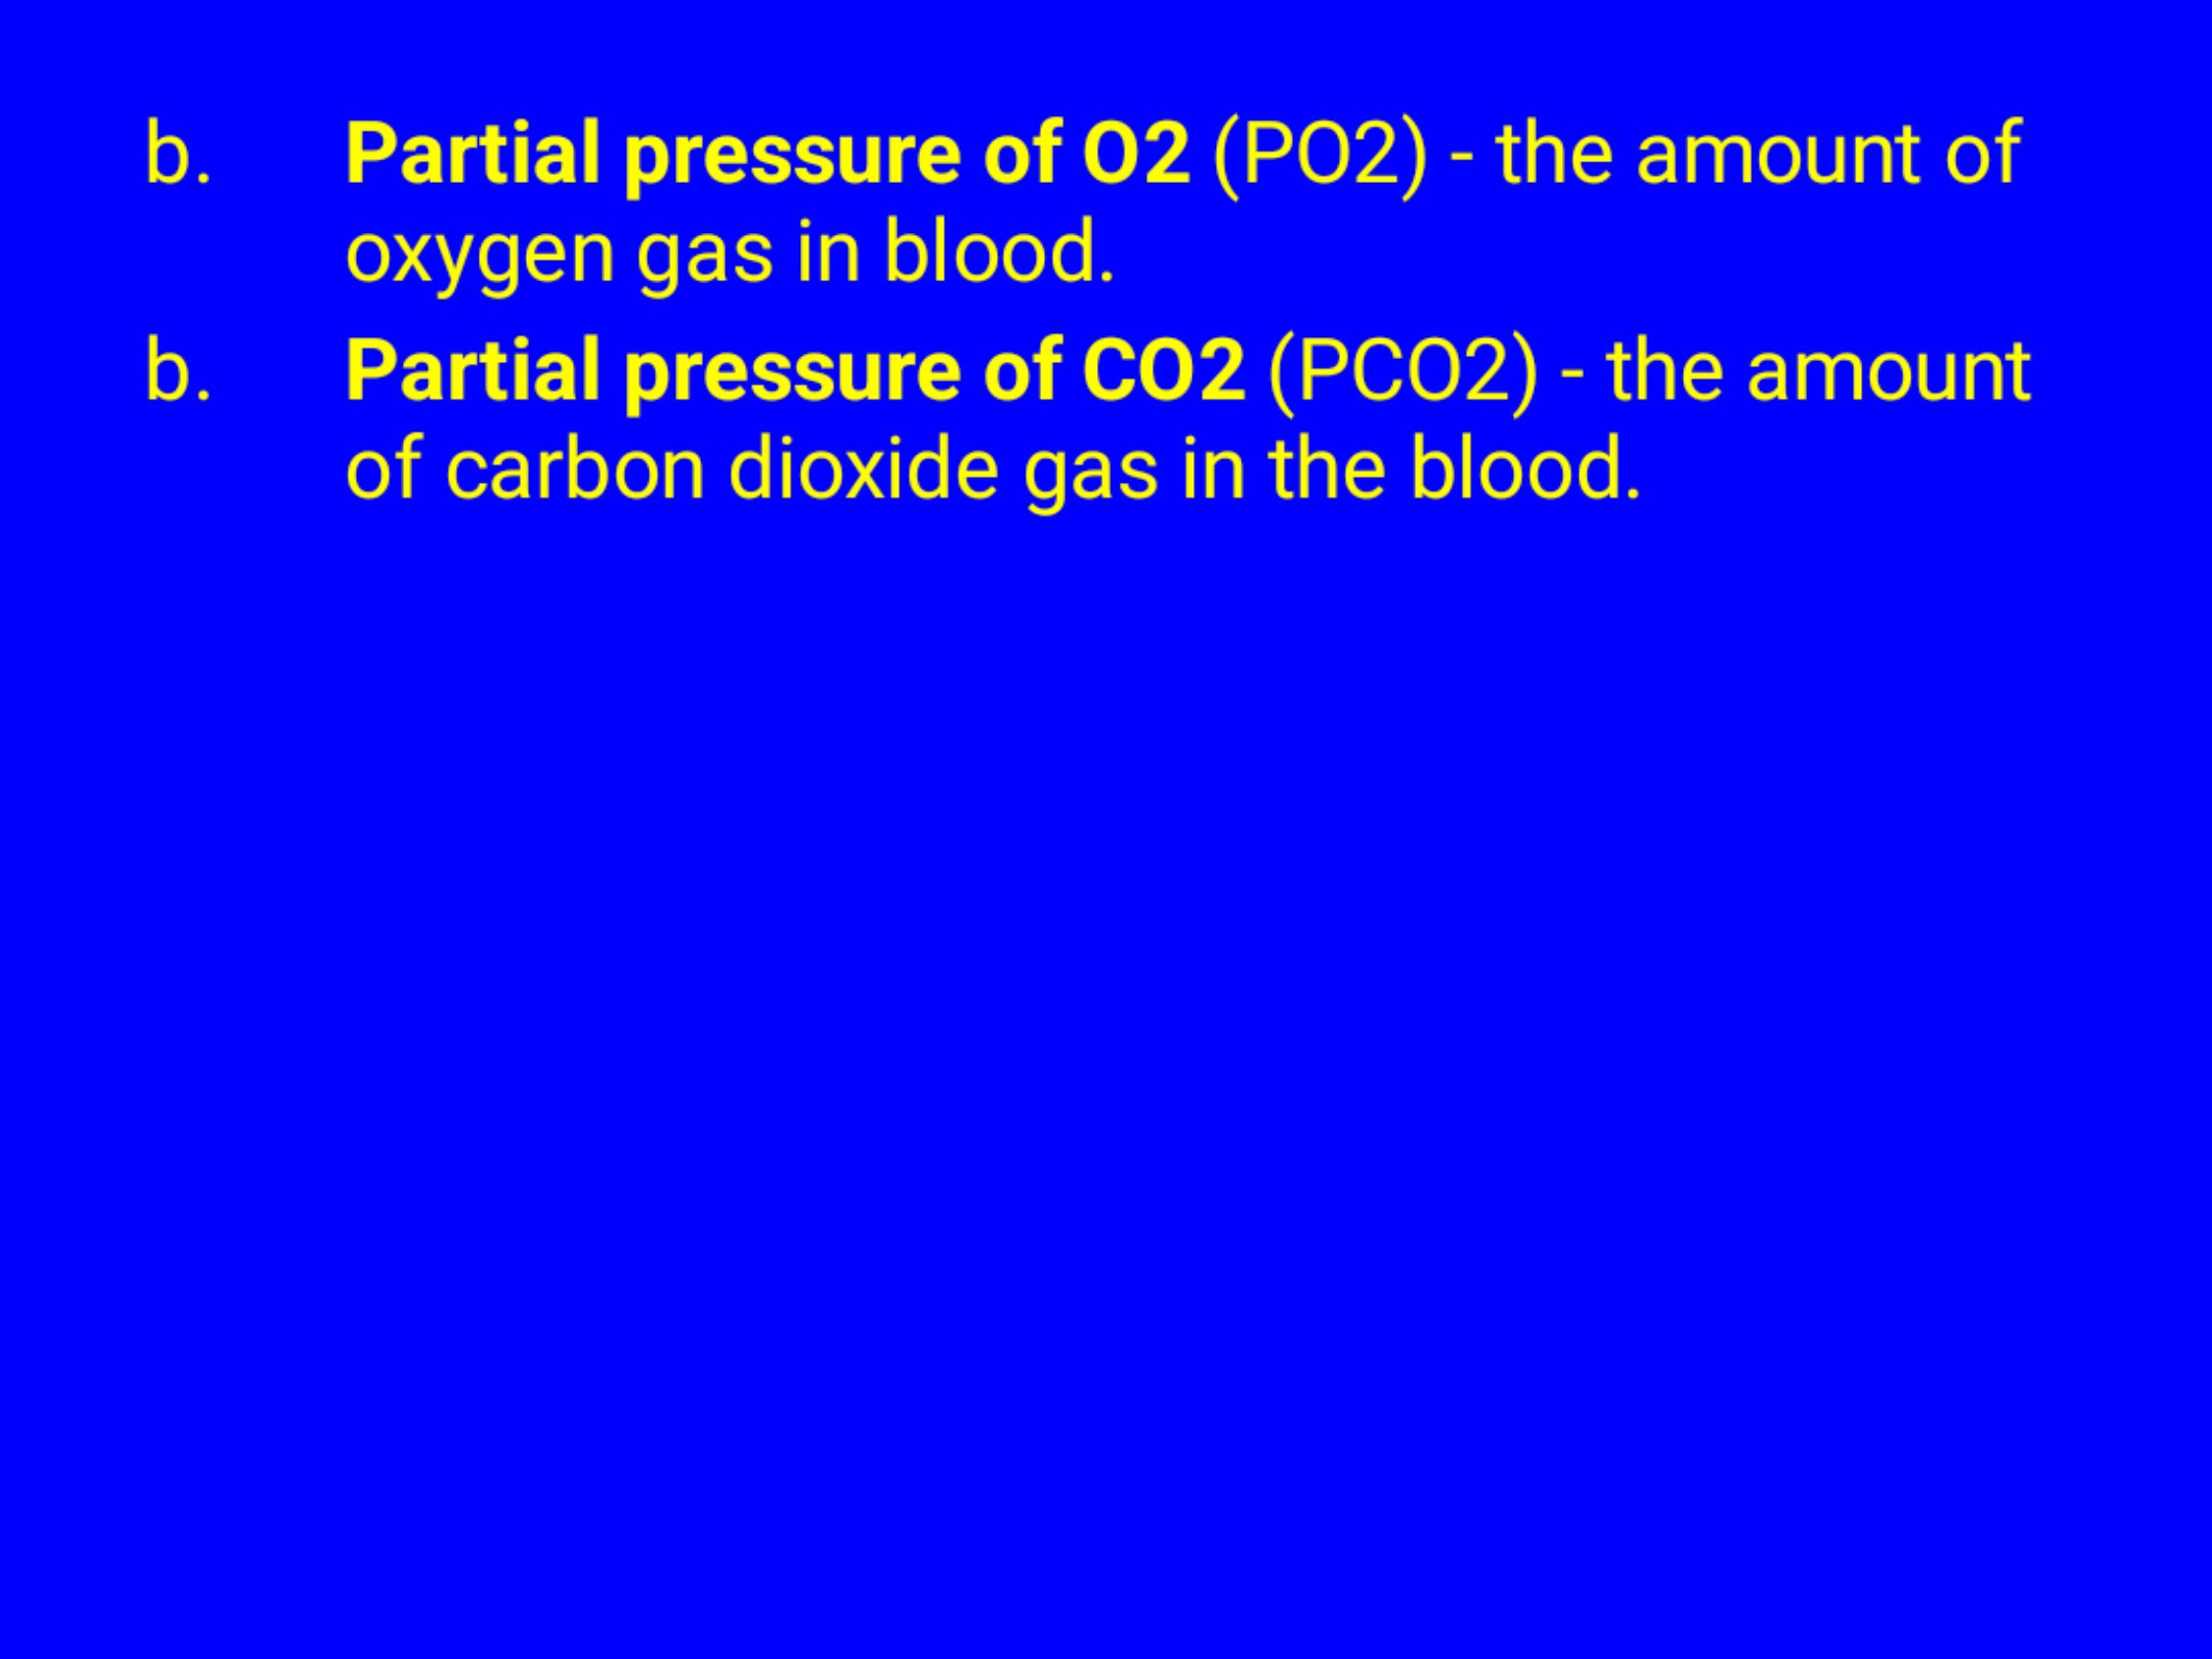 b. Partial pressure of O2 (PO2) - the amount of
oxygen gas in blood.
b. Partial pressure of CO2 (PCO2) - the amount
of carbon dioxide gas in the blood.